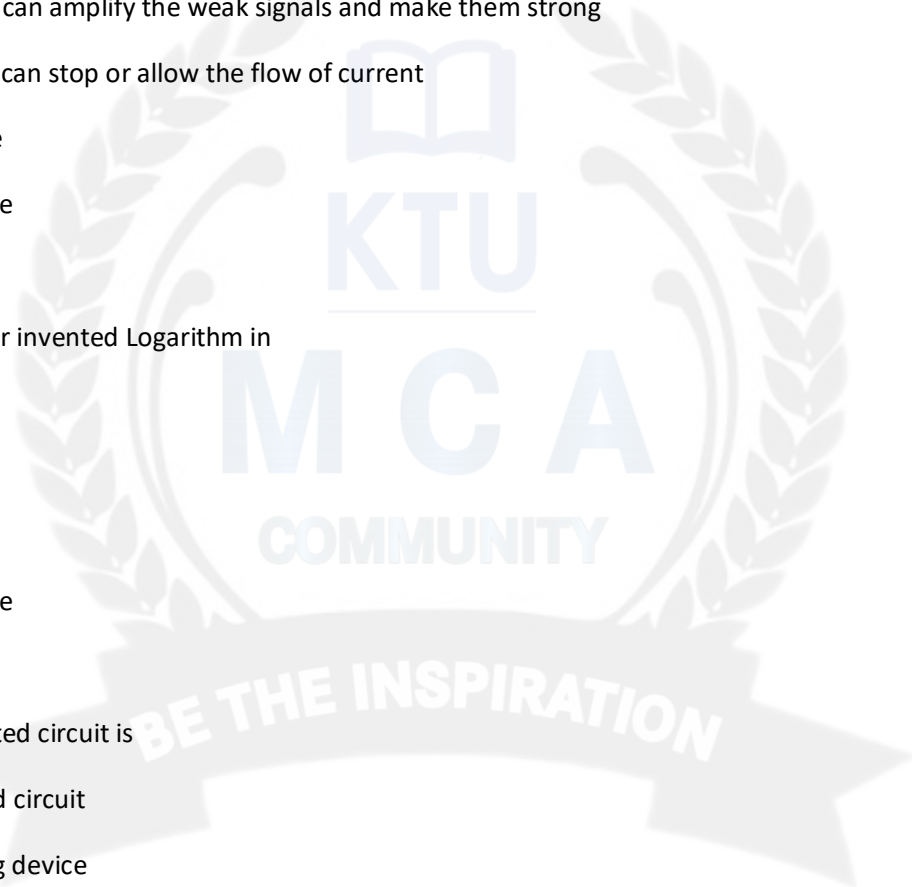 can amplify the weak signals and make them strong
can stop or allow the flow of current
e
KTU
e
r invented Logarithm in
MCA
COMMUNITY
e
BE THE INSPIRATION
ted circuit is
d circuit
g device